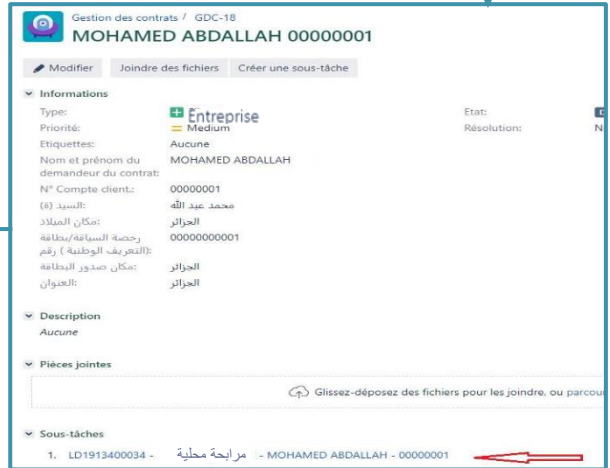 Gestion des contrats / GDC-18
MOHAMED ABDALLAH 00000001
Modifier Joindre des fichiers Créer une sous-tâche
Informations
Type: Entreprise Etat:
Priorité: Medium Résolution: N
Etiquettes: Aucune
Nom et prénom du MOHAMED ABDALLAH
demandeur du contrat:
N° Compte client.: 00000001
السيد (ة): محمد عبد الله
مكان الميلاد: الجزائر
رخصة السياقة/بطاقة 00000000001
التعريف الوطنية ) رقم):
مكان صدور البطاقة: الجزائر
العنوان: الجزائر
Description
Aucune
Pièces jointes
Glissez-déposez des fichiers pour les joindre, ou parcour
Sous-tâches
1. LD1913400034 - مرابحة محلية - MOHAMED ABDALLAH - 00000001